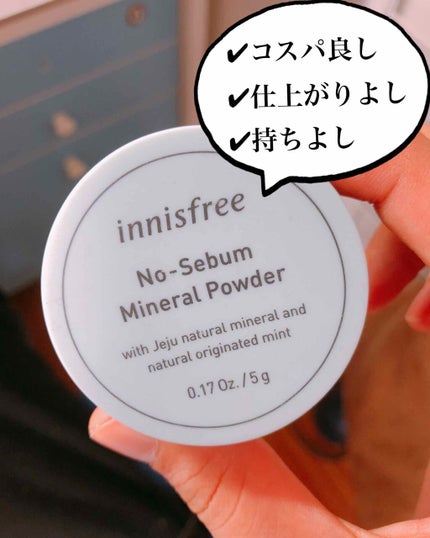 ✔コスパ良し
✔仕上がりよし
✔持ちよし
innisfree
No-Sebum
Mineral Powder
with Jeju natural mineral and
natural originated mint
0.17 Oz. / 5 g